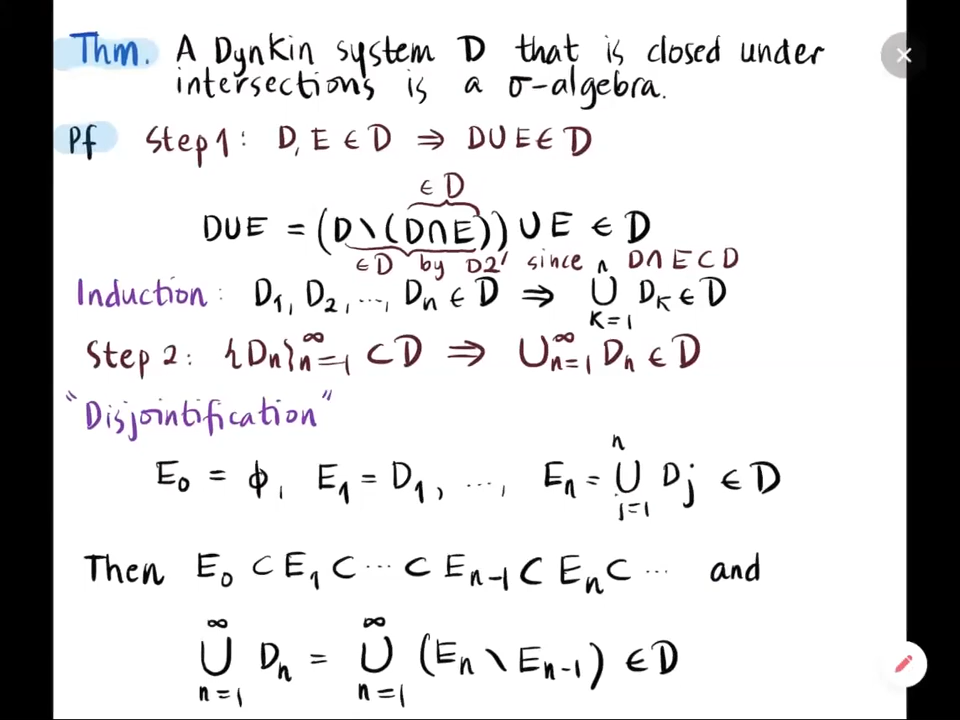 Thm. A Dynkin system D that is closed under
intersections is a σ-algebra.
Pf Step 1: D, E ∈ D ⇒ D∪E ∈ D
∈ D
D∪E = (D \ (D∩E)) ∪ E ∈ D
∈ D by D2' since D∩E ⊂ D
Induction: D₁, D₂, ..., Dₙ ∈ D ⇒ ⋃ₖ₌₁ⁿ Dₖ ∈ D
Step 2: {Dₙ}ₙ₌₁^∞ ⊂ D ⇒ ⋃ₙ₌₁^∞ Dₙ ∈ D
"Disjointification"
E₀ = ϕ, E₁ = D₁, ..., Eₙ = ⋃ⱼ₌₁ⁿ Dⱼ ∈ D
Then E₀ ⊂ E₁ ⊂ ··· ⊂ Eₙ₋₁ ⊂ Eₙ ⊂ ··· and
⋃ₙ₌₁^∞ Dₙ = ⋃ₙ₌₁^∞ (Eₙ \ Eₙ₋₁) ∈ D